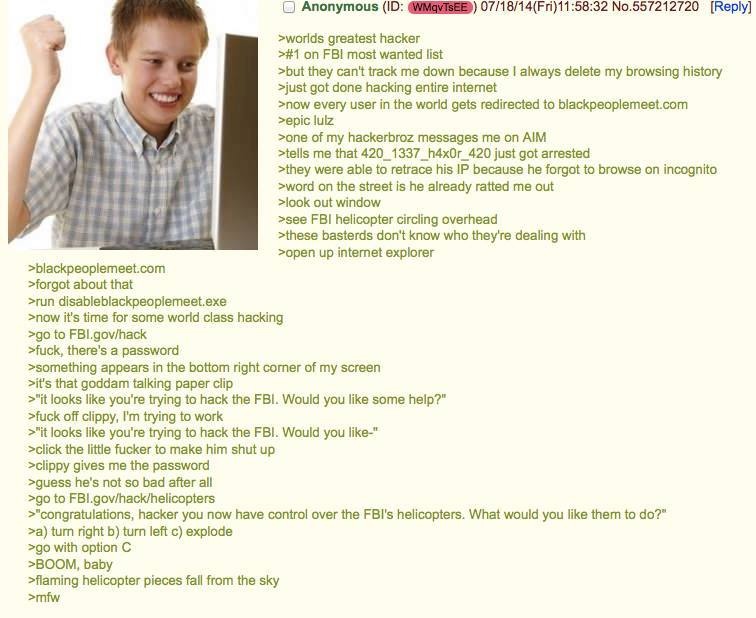 Anonymous (ID: WMqvTsEE) 07/18/14(Fri)11:58:32 No.557212720 [Reply]
>worlds greatest hacker
>#1 on FBI most wanted list
>but they can't track me down because I always delete my browsing history
>just got done hacking entire internet
>now every user in the world gets redirected to blackpeoplemeet.com
>epic lulz
>one of my hackerbroz messages me on AIM
>tells me that 420_1337_h4x0r_420 just got arrested
>they were able to retrace his IP because he forgot to browse on incognito
>word on the street is he already ratted me out
>look out window
>see FBI helicopter circling overhead
>these basterds don't know who they're dealing with
>open up internet explorer
>blackpeoplemeet.com
>forgot about that
>run disableblackpeoplemeet.exe
>now it's time for some world class hacking
>go to FBI.gov/hack
>fuck, there's a password
>something appears in the bottom right corner of my screen
>it's that goddam talking paper clip
>"it looks like you're trying to hack the FBI. Would you like some help?"
>fuck off clippy, I'm trying to work
>"it looks like you're trying to hack the FBI. Would you like-"
>click the little fucker to make him shut up
>clippy gives me the password
>guess he's not so bad after all
>go to FBI.gov/hack/helicopters
>"congratulations, hacker you now have control over the FBI's helicopters. What would you like them to do?"
>a) turn right b) turn left c) explode
>go with option C
>BOOM, baby
>flaming helicopter pieces fall from the sky
>mfw